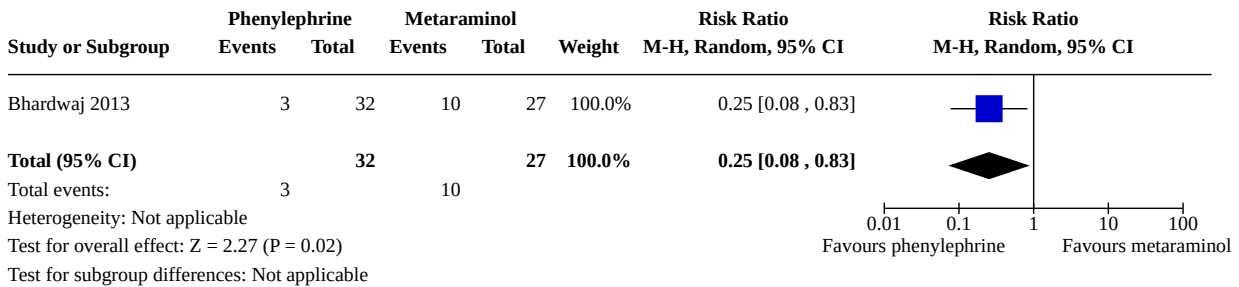 Phenylephrine Metaraminol Risk Ratio Risk Ratio
Study or Subgroup Events Total Events Total Weight M-H, Random, 95% CI M-H, Random, 95% CI
Bhardwaj 2013 3 32 10 27 100.0% 0.25 [0.08 , 0.83]
Total (95% CI) 32 27 100.0% 0.25 [0.08 , 0.83]
Total events: 3 10
Heterogeneity: Not applicable
0.01 0.1 1 10 100
Test for overall effect: Z = 2.27 (P = 0.02) Favours phenylephrine Favours metaraminol
Test for subgroup differences: Not applicable